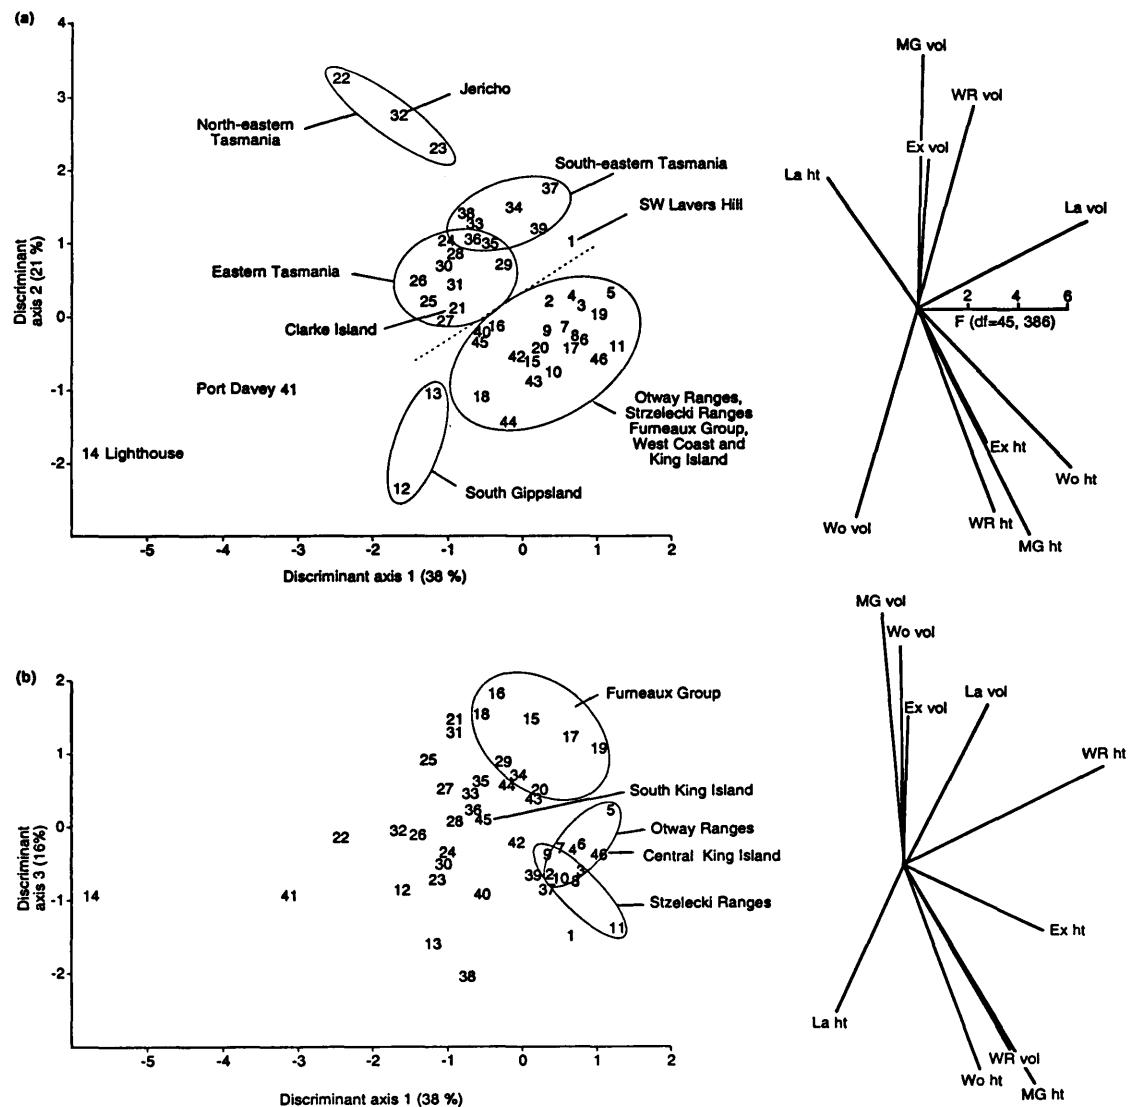 (a)
4
3
2
1
0
-1
-2
Discriminant
axis 2 (21 %)
22
32
23
Jericho
North-eastern
Tasmania
South-eastern Tasmania
37
34
39
38
33
36
35
SW Lavers Hill
1
Eastern Tasmania
24
28
30
29
26
31
25
21
27
Clarke Island
40
16
45
2
4
3
5
19
9
7
8
6
20
17
11
42
15
46
10
43
18
44
Otway Ranges,
Strzelecki Ranges
Furneaux Group,
West Coast and
King Island
Port Davey 41
13
14 Lighthouse
12
South Gippsland
-5
-4
-3
-2
-1
0
1
2
Discriminant axis 1 (38 %)
MG vol
WR vol
Ex vol
La ht
La vol
2
4
6
F (df=45, 386)
Ex ht
Wo ht
Wo vol
WR ht
MG ht
(b)
2
1
0
-1
-2
Discriminant
axis 3 (16%)
16
18
15
17
19
Furneaux Group
21
31
25
29
34
44
20
43
27
35
33
36
28
45
South King Island
22
32
26
24
30
23
12
14
41
40
13
38
42
5
Otway Ranges
9
7
4
6
46
Central King Island
39
2
10
3
8
37
Stzelecki Ranges
1
11
-5
-4
-3
-2
-1
0
1
2
Discriminant axis 1 (38 %)
MG vol
Wo vol
Ex vol
La vol
WR ht
Ex ht
La ht
WR vol
Wo ht
MG ht